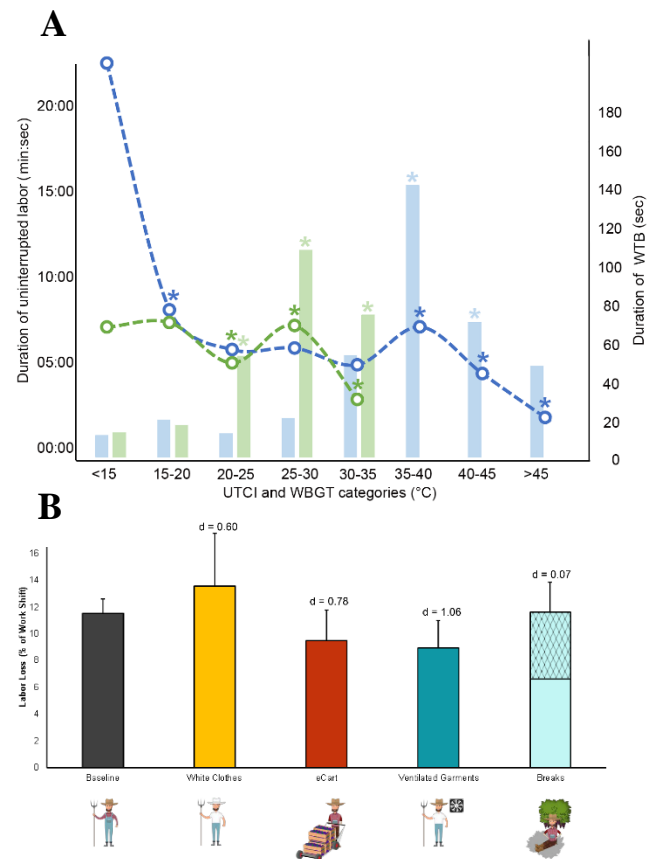 A
Duration of uninterrupted labor (min:sec)
20:00
15:00
10:00
05:00
00:00
180
160
140
120
100
80
60
40
20
0
Duration of WTB (sec)
* * * * * * * * * * * *
<15 15-20 20-25 25-30 30-35 35-40 40-45 >45
UTCI and WBGT categories (°C)
B
Labor Loss (% of Work Shift)
16
14
12
10
8
6
4
2
0
d = 0.60
d = 0.78
d = 1.06
d = 0.07
Baseline White Clothes eCart Ventilated Garments Breaks